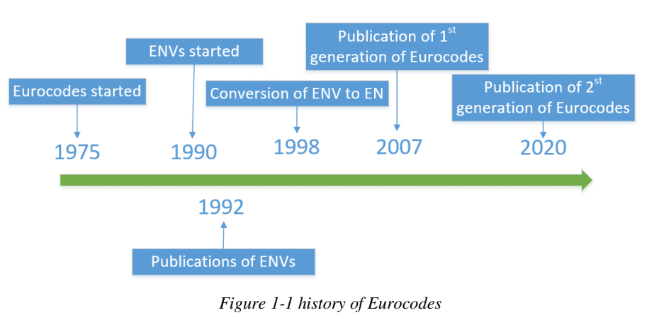 Eurocodes started
ENVs started
Conversion of ENV to EN
Publication of 1st
generation of Eurocodes
Publication of 2st
generation of Eurocodes
1975
1990
1998
2007
2020
1992
Publications of ENVs
Figure 1-1 history of Eurocodes